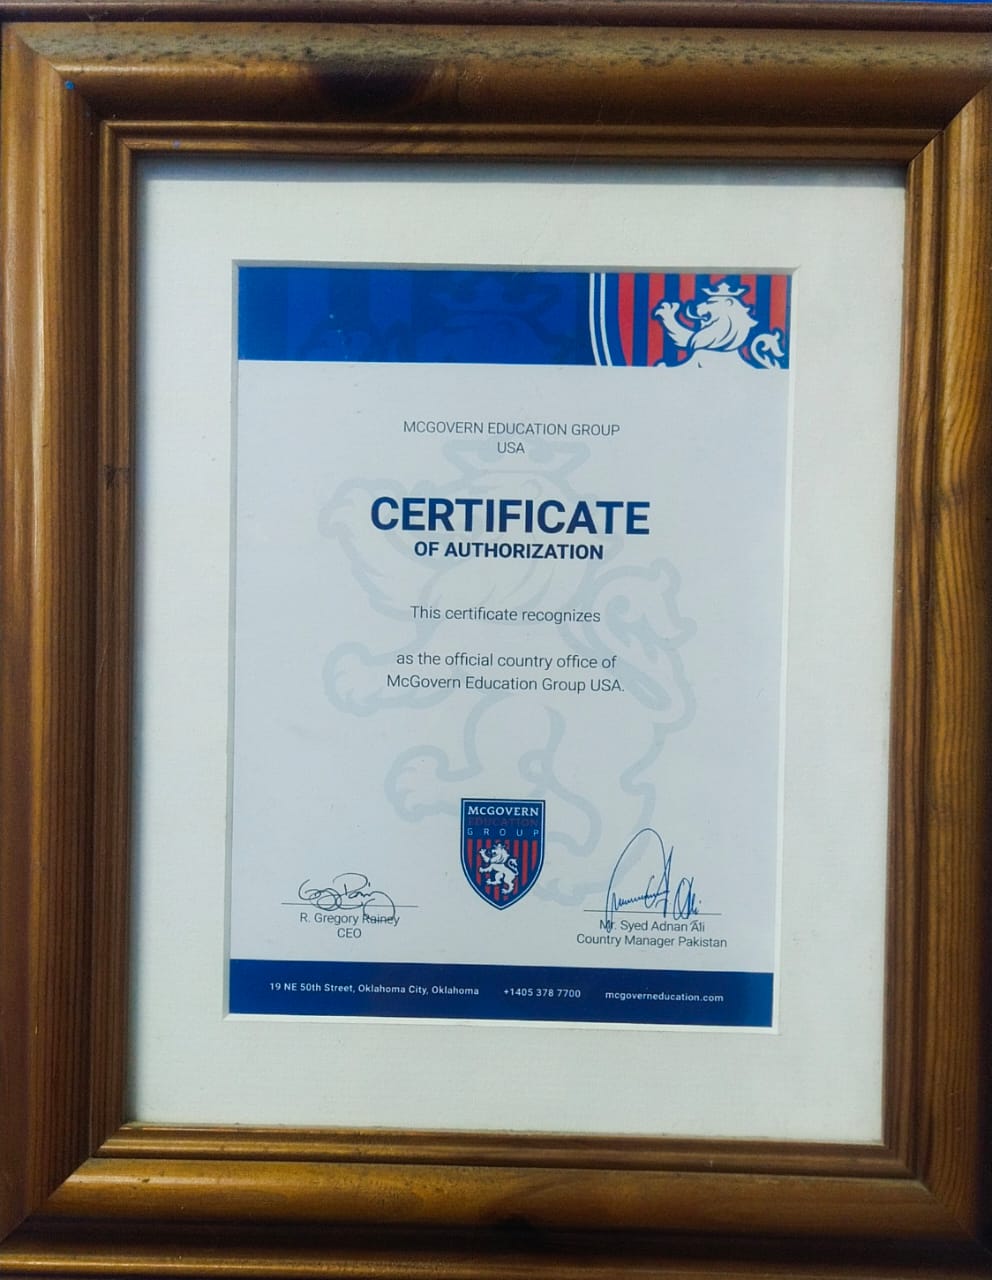 MCGOVERN EDUCATION GROUP
USA
CERTIFICATE
OF AUTHORIZATION
This certificate recognizes
as the official country office of
McGovern Education Group USA.
MCGOVERN
EDUCATION
GROUP
R. Gregory Rainey
CEO
Mr. Syed Adnan Ali
Country Manager Pakistan
19 NE 50th Street, Oklahoma City, Oklahoma +1405 378 7700 mcgoverneducation.com